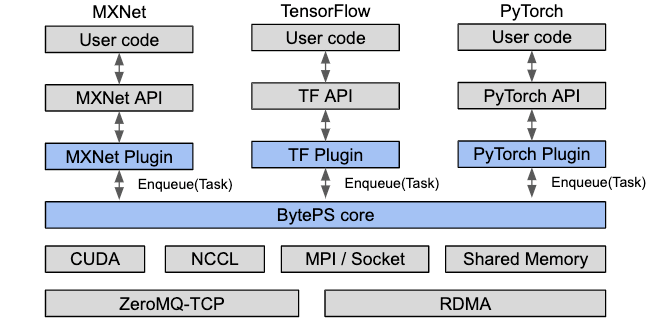 MXNet TensorFlow PyTorch
User code User code User code
MXNet API TF API PyTorch API
MXNet Plugin TF Plugin PyTorch Plugin
Enqueue(Task) Enqueue(Task) Enqueue(Task)
BytePS core
CUDA NCCL MPI / Socket Shared Memory
ZeroMQ-TCP RDMA